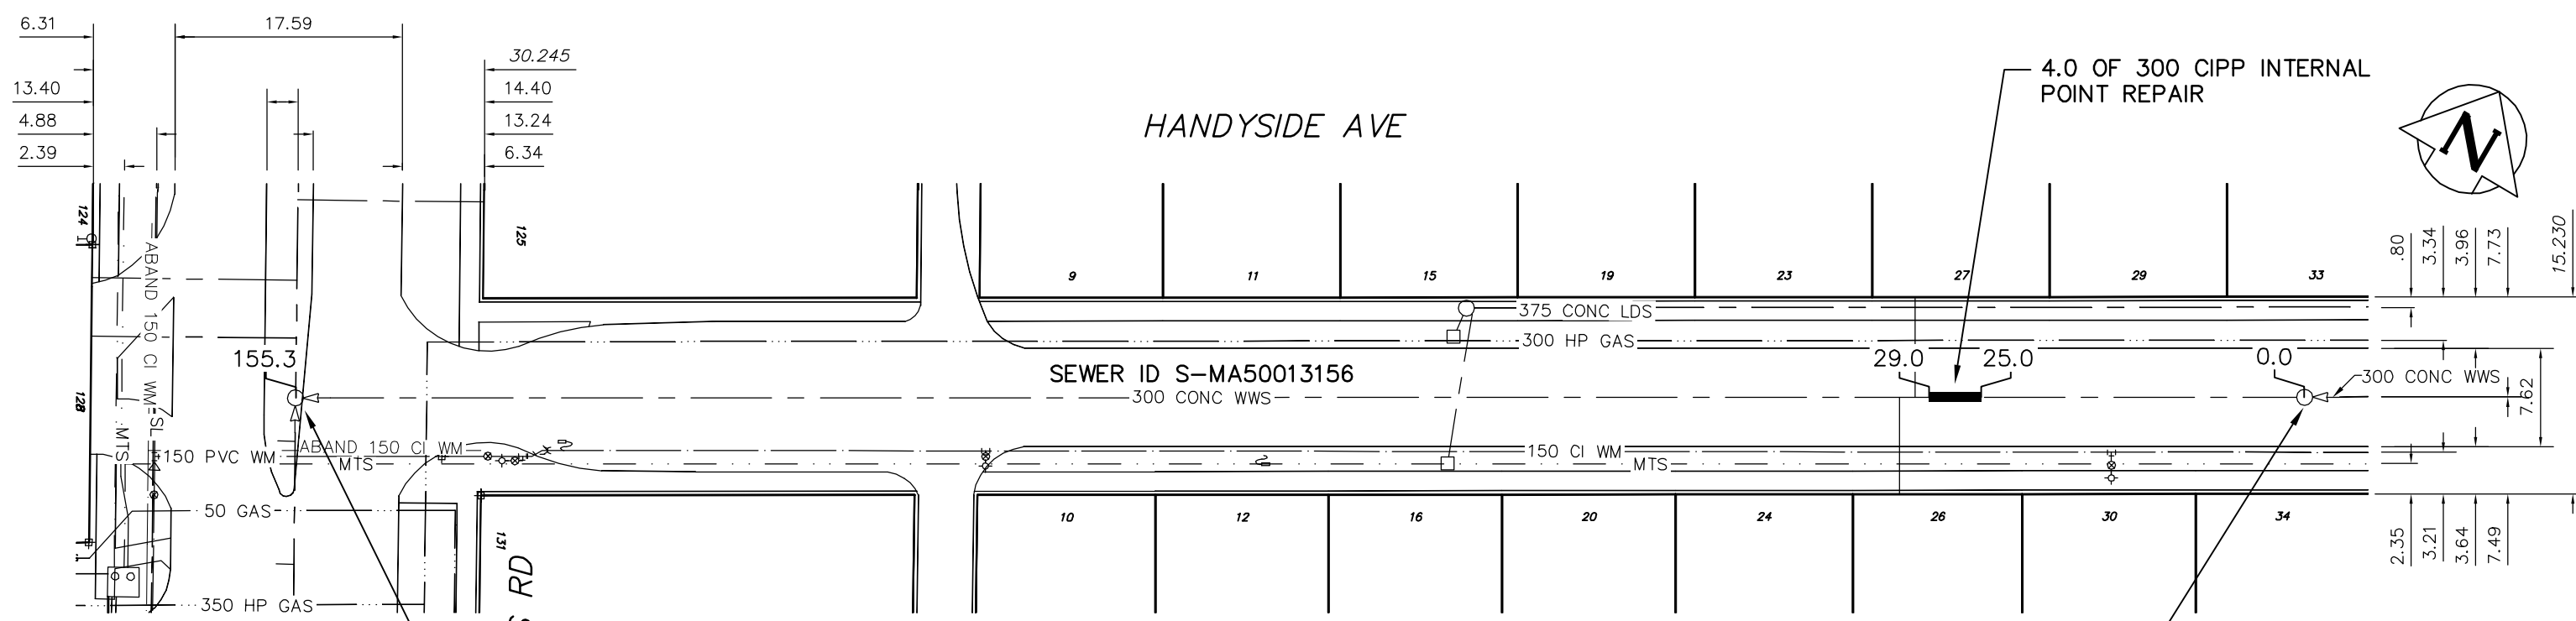 6.31
17.59
30.245
13.40
14.40
4.88
13.24
2.39
6.34
HANDYSIDE AVE
4.0 OF 300 CIPP INTERNAL
POINT REPAIR
N
.80
3.34
3.96
7.73
15.230
124
ABAND 150 CI WM
125
9
11
15
19
23
27
29
33
375 CONC LDS
300 HP GAS
155.3
SEWER ID S-MA50013156
300 CONC WWS
29.0
25.0
0.0
300 CONC WWS
7.62
128
SL
MTS
150 PVC WM
ABAND 150 CI WM
MTS
150 CI WM
MTS
50 GAS
131
S RD
10
12
16
20
24
26
30
34
2.35
3.21
3.64
7.49
350 HP GAS